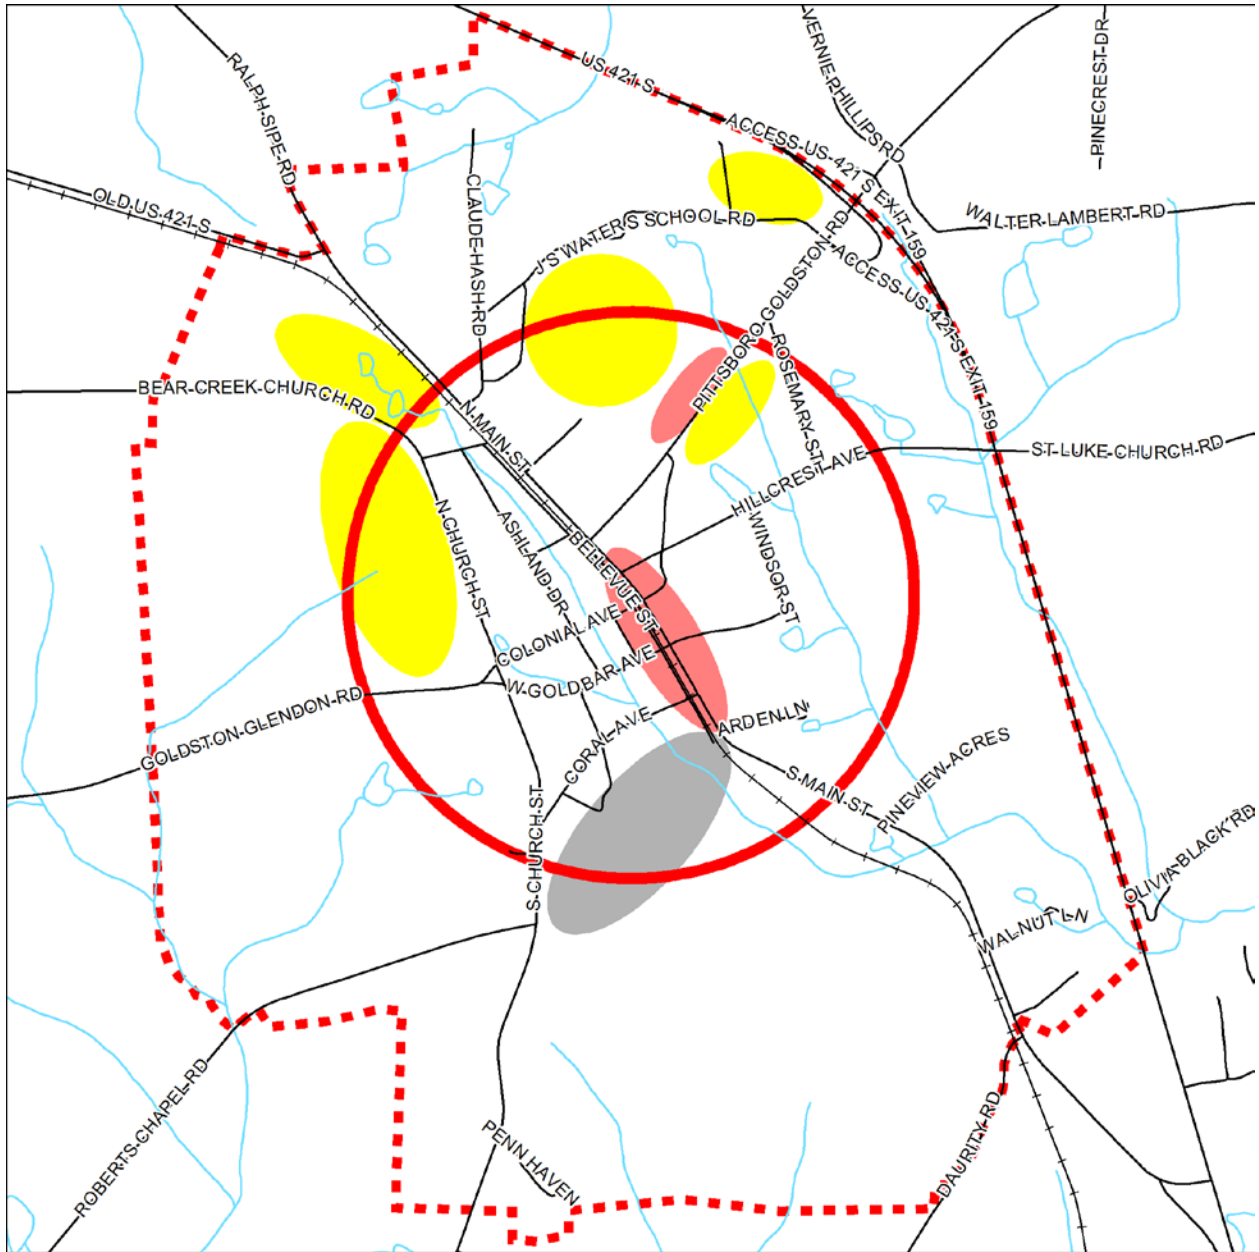 VERNIE-PHILLIPS RD
PINECREST-DR
RALPH-SIPE-RD
US 421 S
ACCESS-US-421 S EXIT-159
OLD-US-421-S
CLAUDE-HASH-RD
J S WATERS SCHOOL RD
WALTER-LAMBERT-RD
ACCESS-US-421-S-EXIT-159
PITTSBORO-GOLDSTON-RD
ROSEMARY-ST
BEAR-CREEK-CHURCH-RD
N-MAIN-ST
ST-LUKE-CHURCH-RD
HILLCREST-AVE
N-CHURCH-ST
ASHLAND-DR
BELLEVUE-ST
WINDSOR-ST
COLONIAL AVE
W-GOLDBAR-AVE
GOLDSTON-GLENDON-RD
CORAL-AVE
ARDEN-LN
S-MAIN-ST
PINEVIEW-ACRES
S-CHURCH-ST
OLIVIA-BLACK RD
WALNUT LN
ROBERTS-CHAPEL-RD
PENN HAVEN
DAURITY-RD